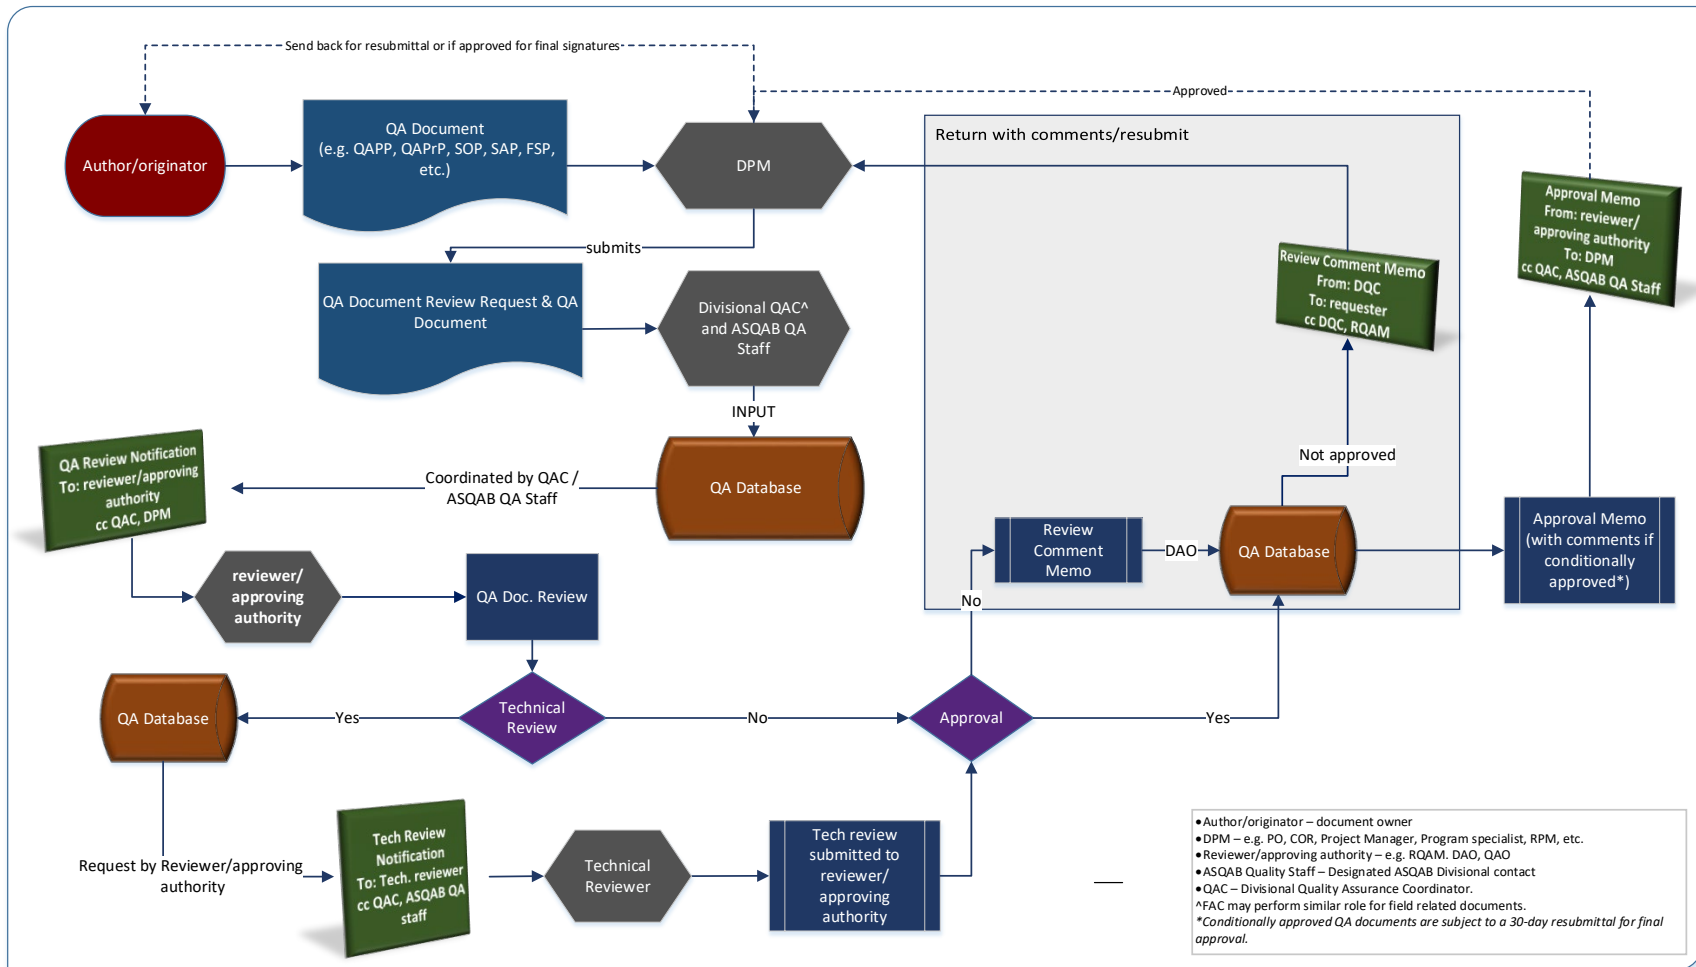 Send back for resubmittal or if approved for final signatures
Approved
Author/originator
QA Document
(e.g. QAPP, QAPrP, SOP, SAP, FSP,
etc.)
DPM
Return with comments/resubmit
Approval Memo
From: reviewer/
approving authority
To: DPM
cc QAC, ASQAB QA Staff
submits
Review Comment Memo
From: DQC
To: requester
cc DQC, RQAM
QA Document Review Request & QA
Document
Divisional QAC^
and ASQAB QA
Staff
INPUT
QA Review Notification
To: reviewer/approving
authority
cc QAC, DPM
Coordinated by QAC /
ASQAB QA Staff
QA Database
Not approved
Review
Comment
Memo
DAO
QA Database
Approval Memo
(with comments if
conditionally
approved*)
reviewer/
approving
authority
QA Doc. Review
No
QA Database
Yes
Technical
Review
No
Approval
Yes
Request by Reviewer/approving
authority
Tech Review
Notification
To: Tech. reviewer
cc QAC, ASQAB QA
staff
Technical
Reviewer
Tech review
submitted to
reviewer/
approving
authority
•Author/originator – document owner
•DPM – e.g. PO, COR, Project Manager, Program specialist, RPM, etc.
•Reviewer/approving authority – e.g. RQAM. DAO, QAO
•ASQAB Quality Staff – Designated ASQAB Divisional contact
•QAC – Divisional Quality Assurance Coordinator.
^FAC may perform similar role for field related documents.
*Conditionally approved QA documents are subject to a 30-day resubmittal for final
approval.